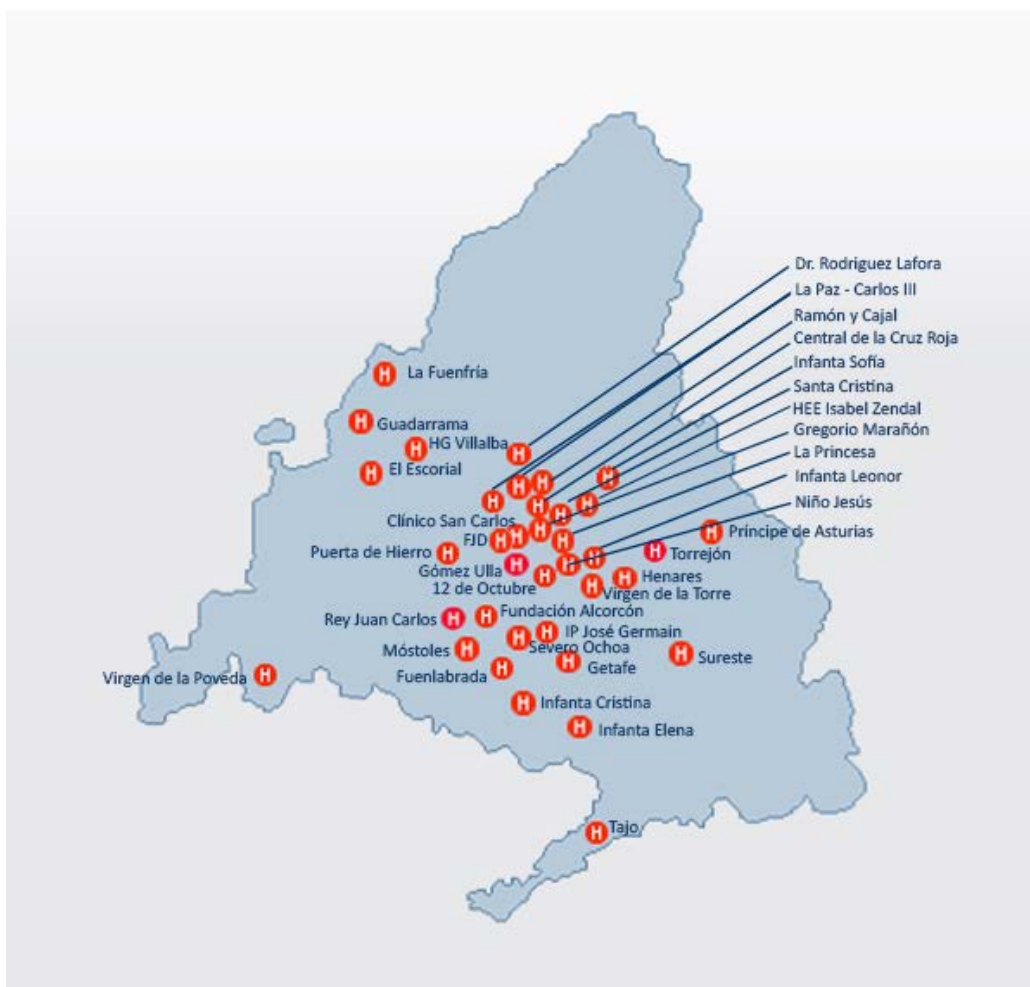 Dr. Rodriguez Lafora
La Paz - Carlos III
Ramón y Cajal
Central de la Cruz Roja
Infanta Sofía
Santa Cristina
HEE Isabel Zendal
Gregorio Marañón
La Princesa
Infanta Leonor
Niño Jesús
La Fuenfría
Guadarrama
HG Villalba
El Escorial
Clínico San Carlos
FJD
Puerta de Hierro
Gómez Ulla
12 de Octubre
Príncipe de Asturias
Torrejón
Henares
Virgen de la Torre
Rey Juan Carlos
Fundación Alcorcón
IP José Germain
Severo Ochoa
Móstoles
Getafe
Sureste
Fuenlabrada
Virgen de la Poveda
Infanta Cristina
Infanta Elena
Tajo